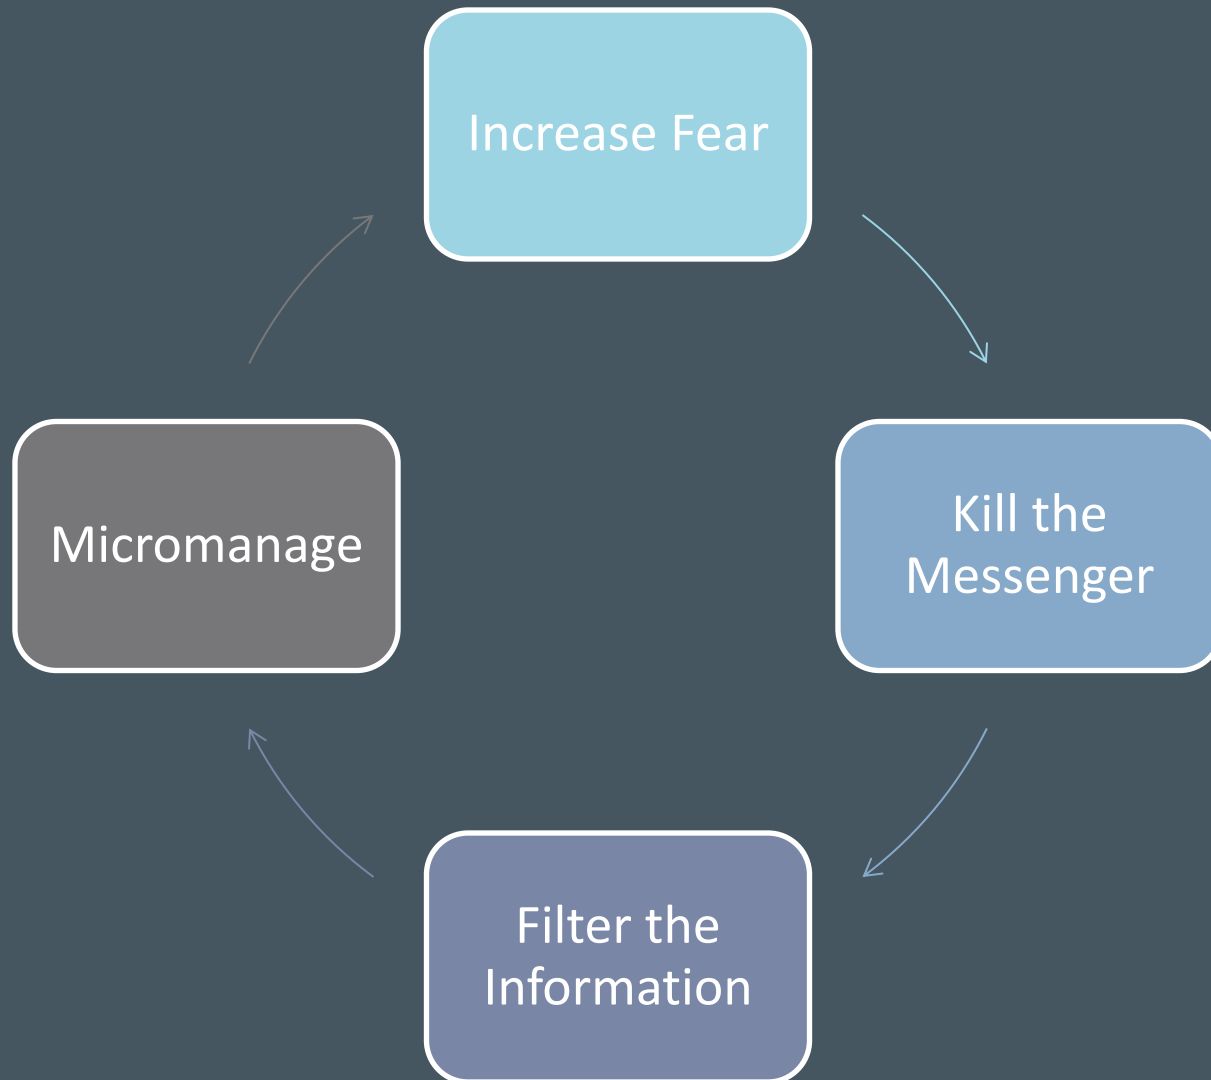 Increase Fear
Kill the
Messenger
Filter the
Information
Micromanage